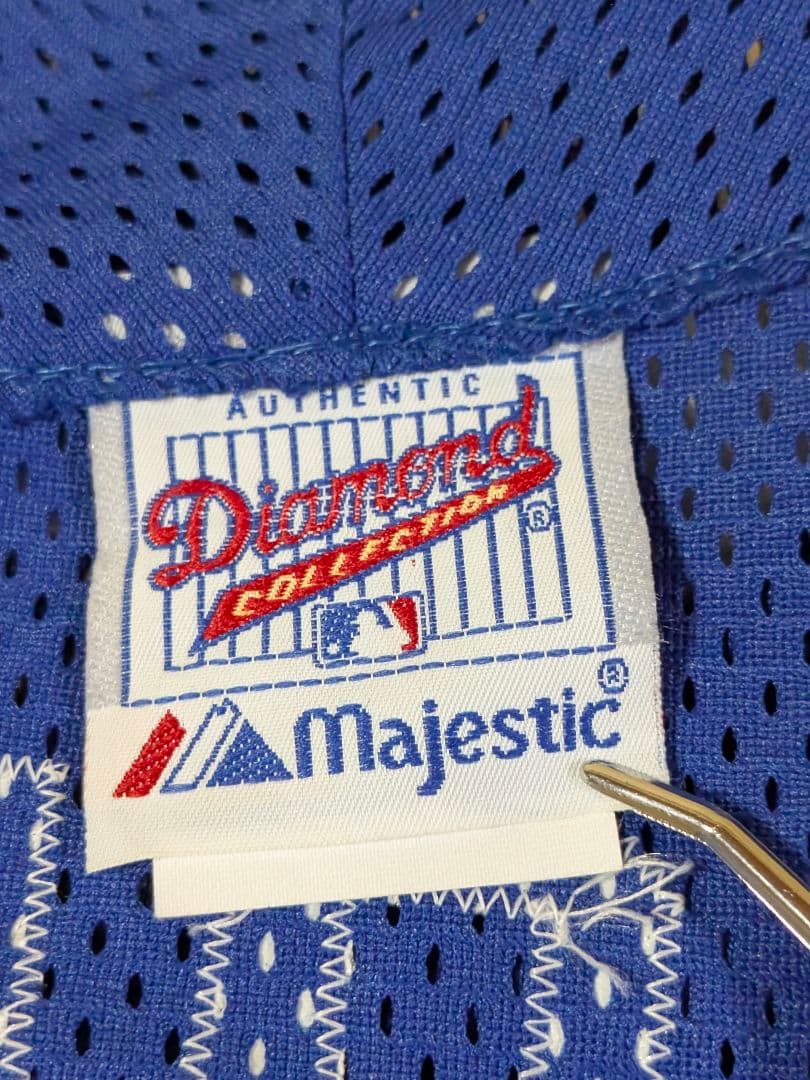 AUTHENTIC
Diamond
COLLECTION
®
Majestic®